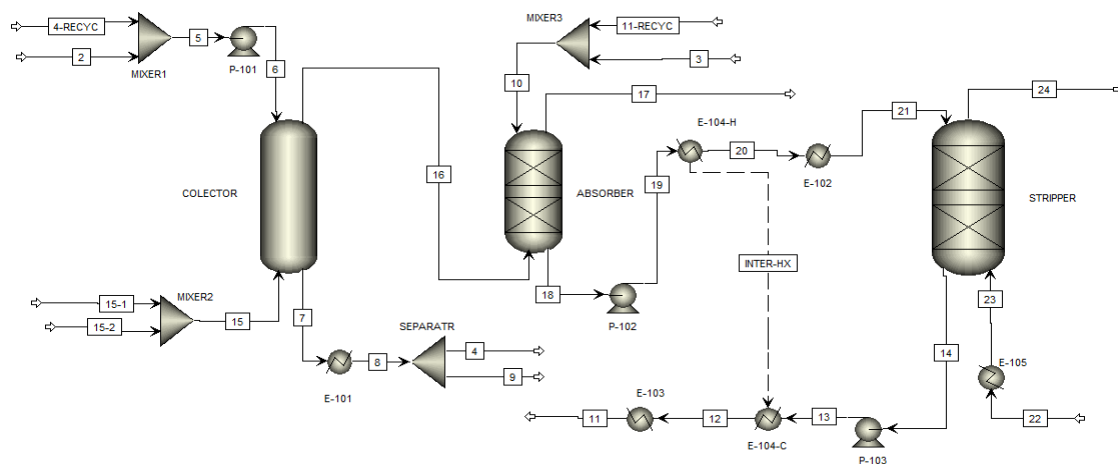 4-RECYC
2
MIXER1
5
P-101
6
COLECTOR
15-1
15-2
MIXER2
15
7
E-101
8
SEPARATR
4
9
16
MIXER3
11-RECYC
3
10
17
ABSORBER
18
P-102
19
E-104-H
20
E-102
21
24
STRIPPER
INTER-HX
23
14
E-105
22
P-103
13
E-104-C
12
E-103
11